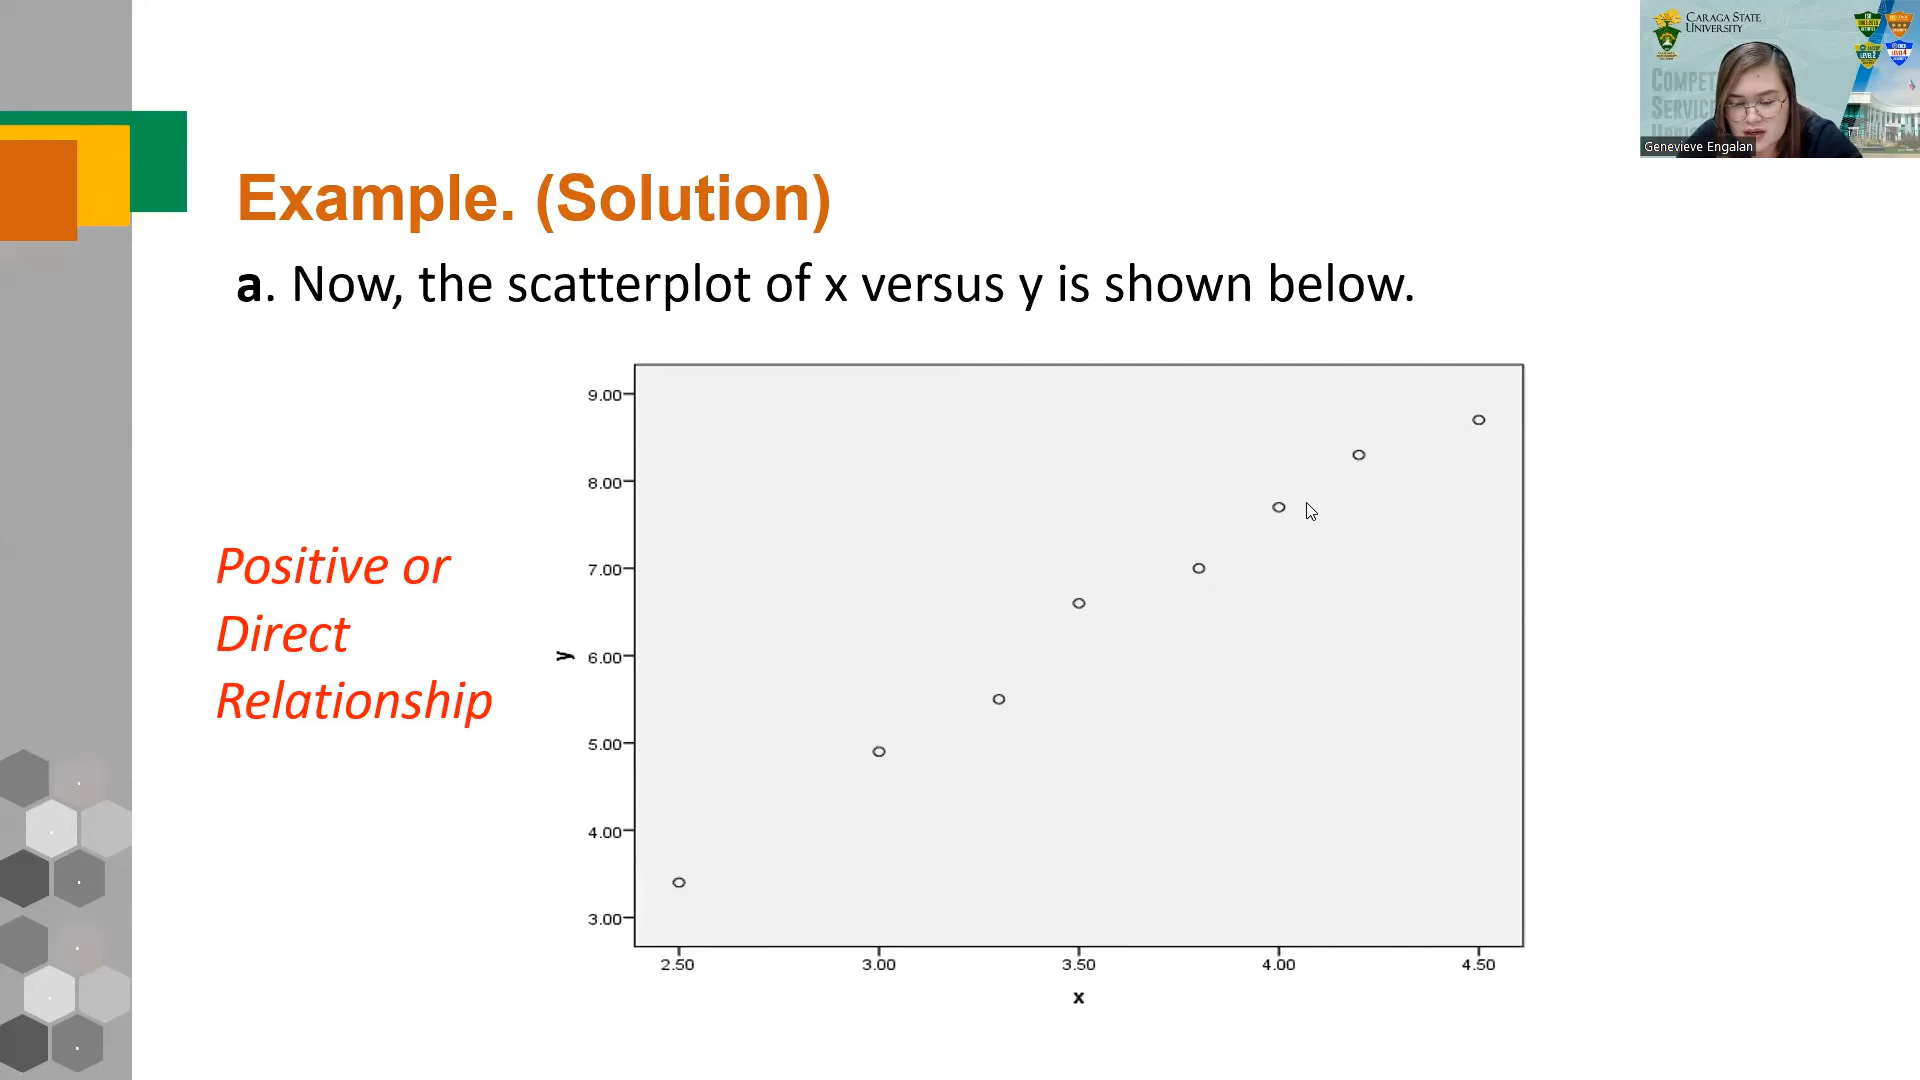 CARAGA STATE
UNIVERSITY
COMPET
SERVICE
Genevieve Engalan
Example. (Solution)
a. Now, the scatterplot of x versus y is shown below.
Positive or
Direct
Relationship
y
9.00
8.00
7.00
6.00
5.00
4.00
3.00
2.50 3.00 3.50 4.00 4.50
x